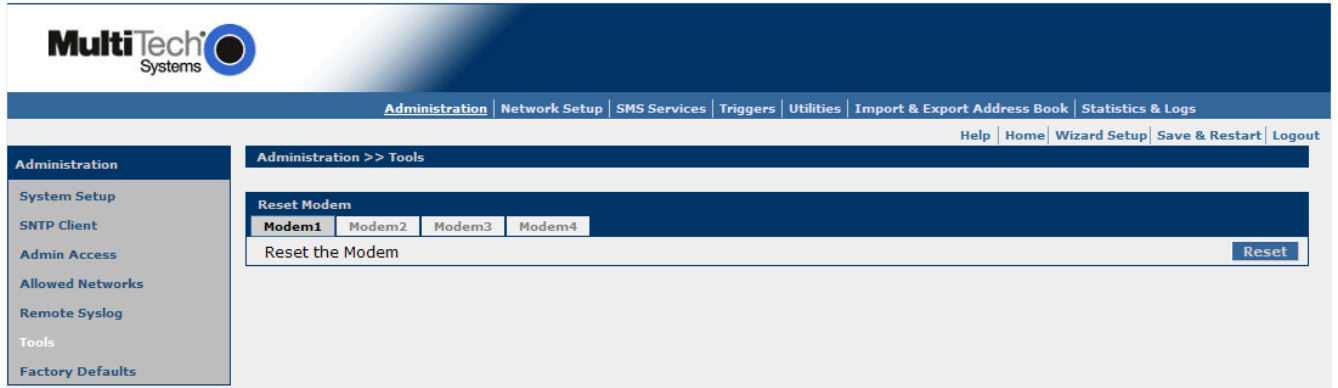 MultiTech
Systems
Administration | Network Setup | SMS Services | Triggers | Utilities | Import & Export Address Book | Statistics & Logs
Help | Home | Wizard Setup | Save & Restart | Logout
Administration
Administration >> Tools
System Setup
SNTP Client
Admin Access
Allowed Networks
Remote Syslog
Tools
Factory Defaults
Reset Modem
Modem1 Modem2 Modem3 Modem4
Reset the Modem Reset